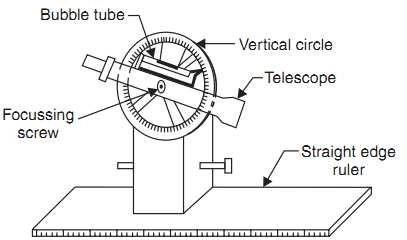 Bubble tube
Vertical circle
Telescope
Focussing
screw
Straight edge
ruler